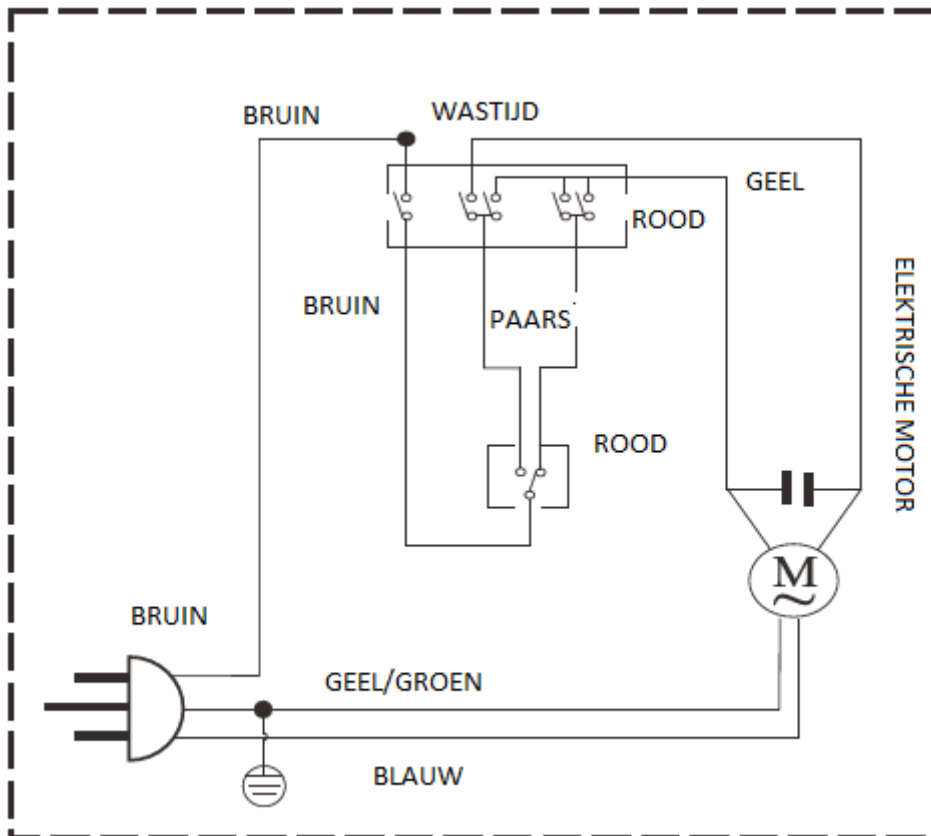 BRUIN
WASTIJD
GEEL
ROOD
BRUIN
PAARS
ELEKTRISCHE MOTOR
ROOD
M
BRUIN
GEEL/GROEN
BLAUW